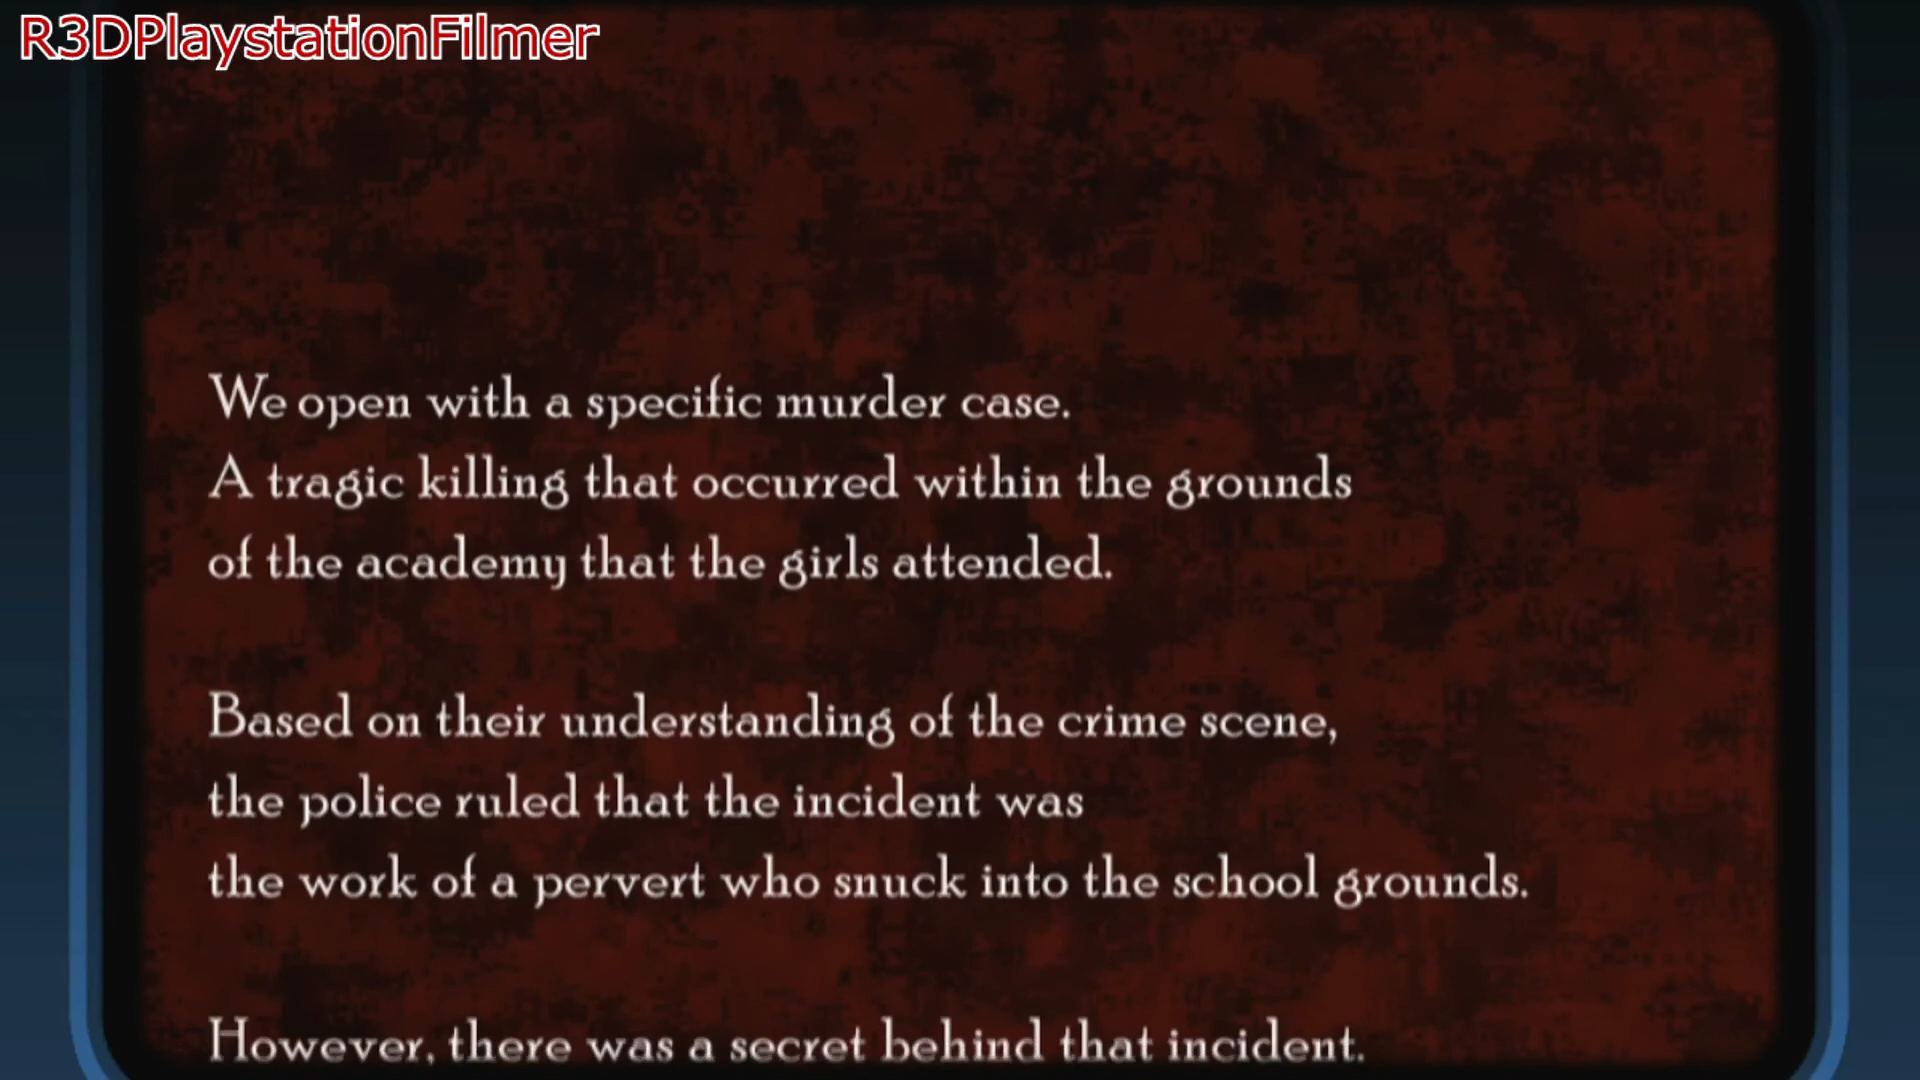 R3DPlaystationFilmer
We open with a specific murder case.
A tragic killing that occurred within the grounds
of the academy that the girls attended.
Based on their understanding of the crime scene,
the police ruled that the incident was
the work of a pervert who snuck into the school grounds.
However, there was a secret behind that incident.